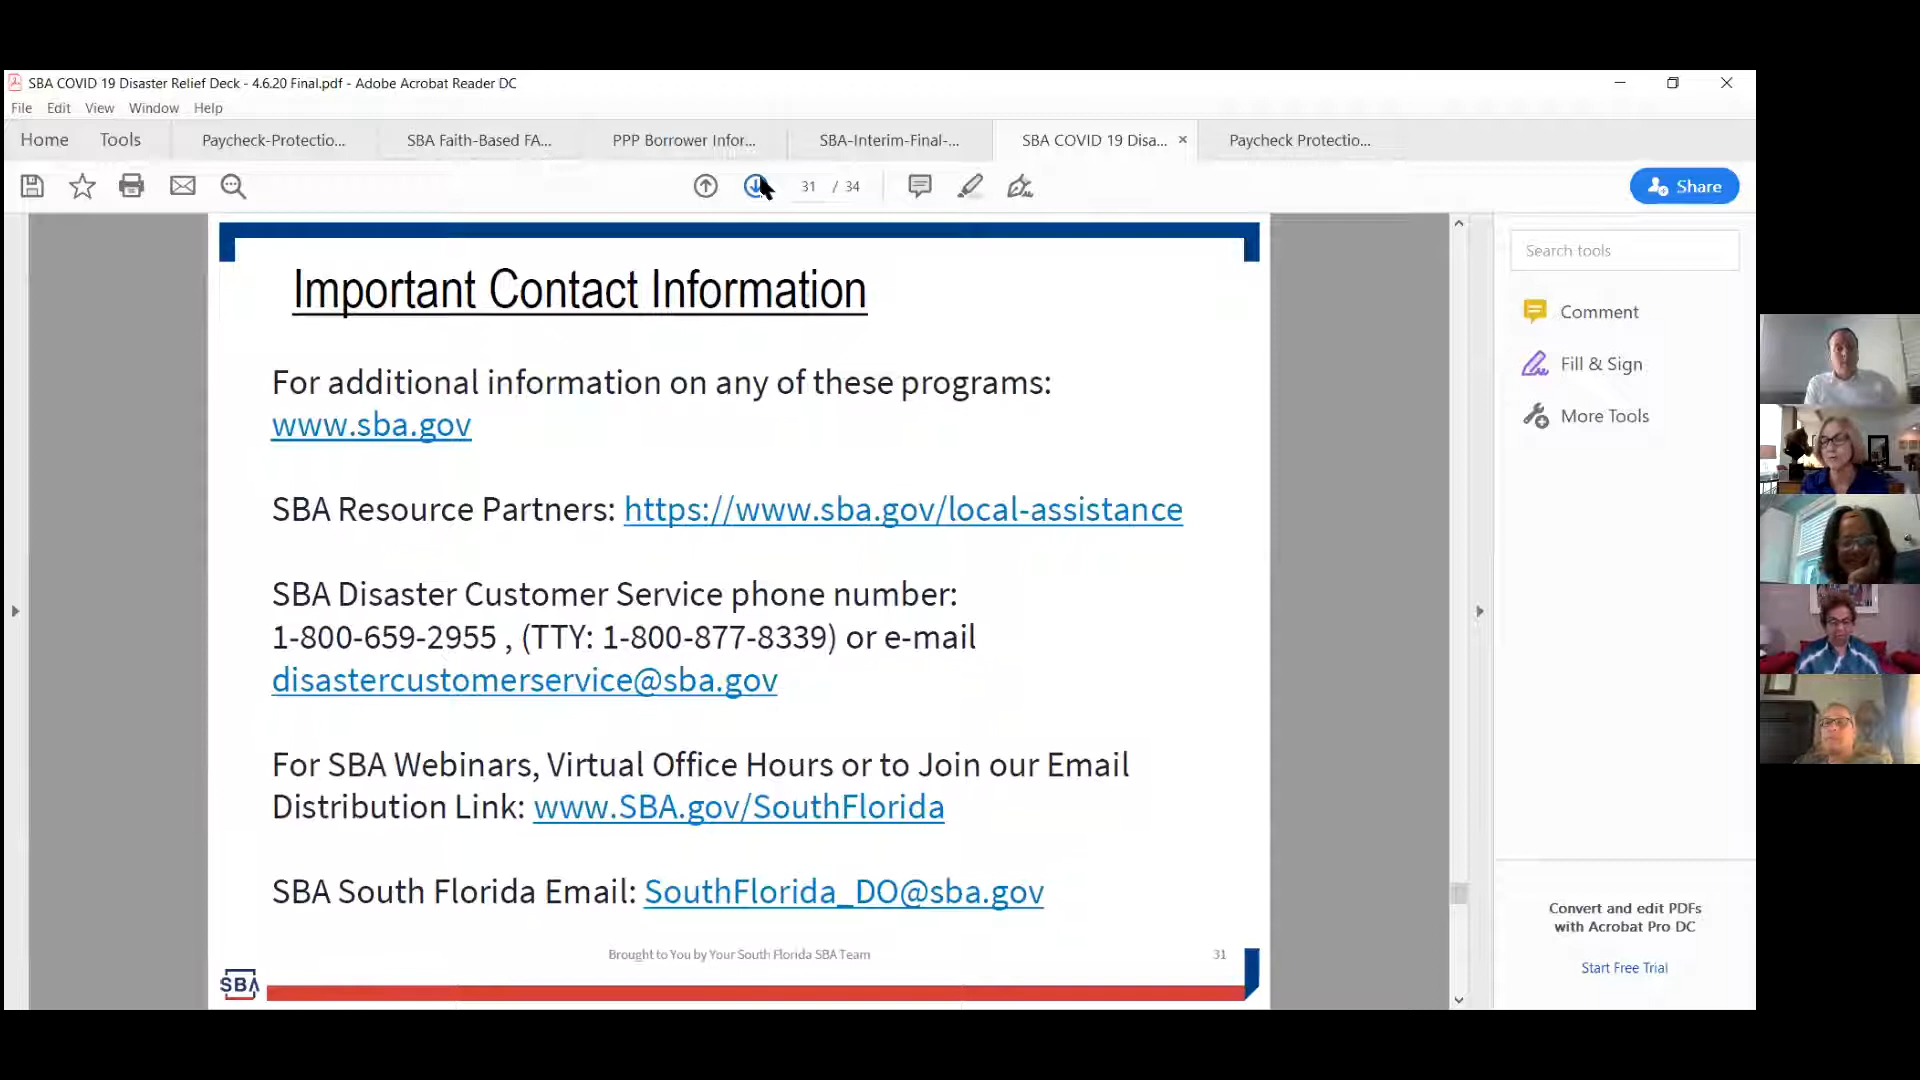 SBA COVID 19 Disaster Relief Deck - 4.6.20 Final.pdf - Adobe Acrobat Reader DC
File Edit View Window Help
Home Tools Paycheck-Protectio... SBA Faith-Based FA... PPP Borrower Infor... SBA-Interim-Final-... SBA COVID 19 Disa... × Paycheck Protectio...
31 / 34
Share
Important Contact Information
For additional information on any of these programs:
www.sba.gov
SBA Resource Partners: https://www.sba.gov/local-assistance
SBA Disaster Customer Service phone number:
1-800-659-2955 , (TTY: 1-800-877-8339) or e-mail
disastercustomerservice@sba.gov
For SBA Webinars, Virtual Office Hours or to Join our Email
Distribution Link: www.SBA.gov/SouthFlorida
SBA South Florida Email: SouthFlorida_DO@sba.gov
Brought to You by Your South Florida SBA Team 31
SBA
Search tools
Comment
Fill & Sign
More Tools
Convert and edit PDFs
with Acrobat Pro DC
Start Free Trial